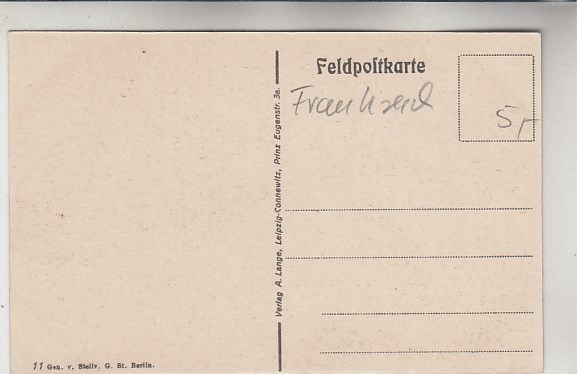 Feldpostkarte
Frankreich
5,-
Verlag A. Lange, Leipzig-Connewitz, Prinz Eugenstr. 3a.
11 Gen. v. Stellv. G. St. Berlin.